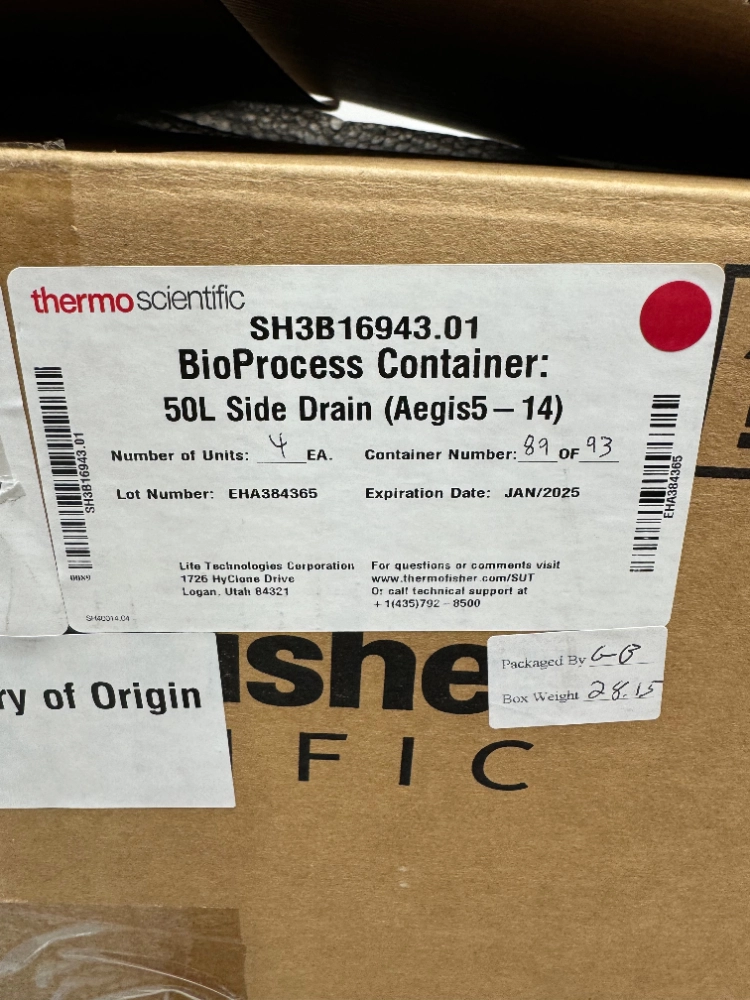 thermo scientific
SH3B16943.01
BioProcess Container:
50L Side Drain (Aegis5-14)
Number of Units: 4 EA.
Container Number: 89 OF 93
Lot Number: EHA384365
Expiration Date: JAN/2025
SH3B16943.01
EHA384365
Life Technologies Corporation
1726 HyClone Drive
Logan, Utah 84321
For questions or comments visit
www.thermofisher.com/SUT
Or call technical support at
+1(435)792-8500
ry of Origin
ishe
FIC
Packaged By GB
Box Weight 28.15